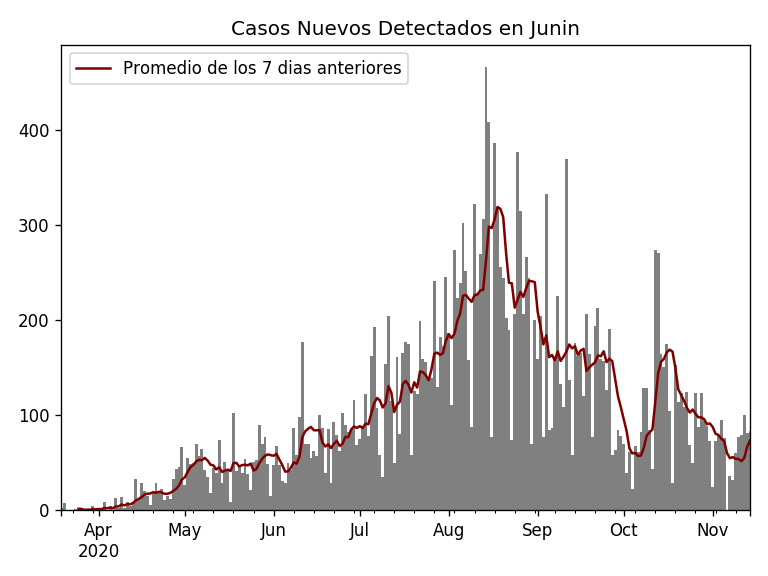 Casos Nuevos Detectados en Junin
Promedio de los 7 dias anteriores
400
300
200
100
0
Apr May Jun Jul Aug Sep Oct Nov
2020